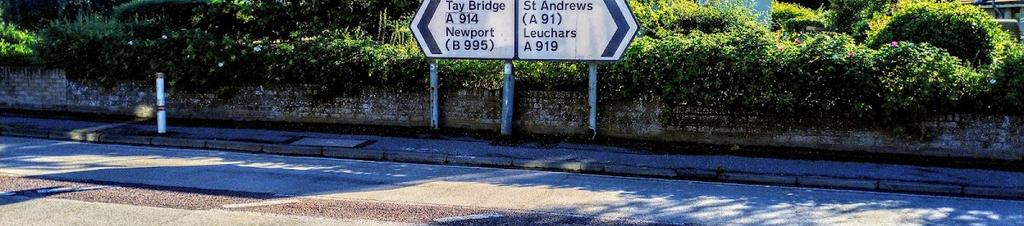 Tay Bridge
A 914
Newport
(B 995)
St Andrews
(A 91)
Leuchars
A 919